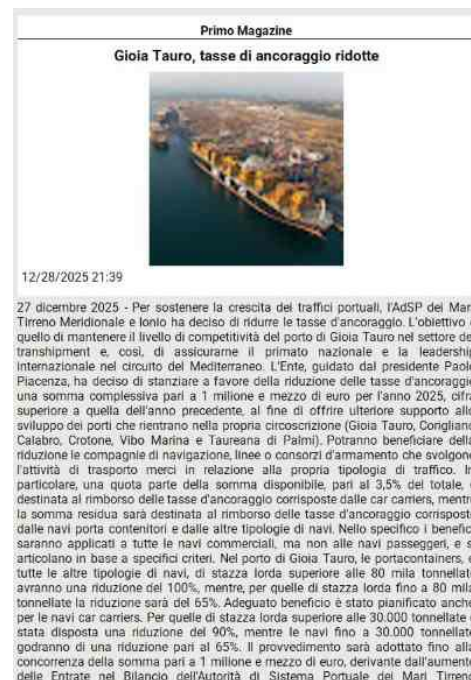 Primo Magazine
Gioia Tauro, tasse di ancoraggio ridotte
12/28/2025 21:39
27 dicembre 2025 - Per sostenere la crescita dei traffici portuali, l'AdSP dei Mari
Tirreno Meridionale e Ionio ha deciso di ridurre le tasse d'ancoraggio. L'obiettivo
quello di mantenere il livello di competitività del porto di Gioia Tauro nel settore del
transhipment e, così, di assicurarne il primato nazionale e la leadership
internazionale nel circuito del Mediterraneo. L'Ente, guidato dal presidente Paolo
Piacenza, ha deciso di stanziare a favore della riduzione delle tasse d'ancoraggio
una somma complessiva pari a 1 milione e mezzo di euro per l'anno 2025, cifra
superiore a quella dell'anno precedente, al fine di offrire ulteriore supporto allo
sviluppo dei porti che rientrano nella propria circoscrizione (Gioia Tauro, Corigliano
Calabro, Crotone, Vibo Marina e Taureana di Palmi). Potranno beneficiare della
riduzione le compagnie di navigazione, linee o consorzi d'armamento che svolgono
l'attività di trasporto merci in relazione alla propria tipologia di traffico. In
particolare, una quota parte della somma disponibile, pari al 3,5% del totale,
destinata al rimborso delle tasse d'ancoraggio corrisposte dalle car carriers, mentre
la somma residua sarà destinata al rimborso delle tasse d'ancoraggio corrisposte
dalle navi porta contenitori e dalle altre tipologie di navi. Nello specifico i benefici
saranno applicati a tutte le navi commerciali, ma non alle navi passeggeri, e si
articolano in base a specifici criteri. Nel porto di Gioia Tauro, le portacontainers, e
tutte le altre tipologie di navi, di stazza lorda superiore alle 80 mila tonnellate
avranno una riduzione del 100%, mentre, per quelle di stazza lorda fino a 80 mila
tonnellate la riduzione sarà del 65%. Adeguato beneficio è stato pianificato anche
per le navi car carriers. Per quelle di stazza lorda superiore alle 30.000 tonnellate
stata disposta una riduzione del 90%, mentre le navi fino a 30.000 tonnellate
godranno di una riduzione pari al 65%. Il provvedimento sarà adottato fino alla
concorrenza della somma pari a 1 milione e mezzo di euro, derivante dall'aumento
delle Entrate nel Bilancio dell'Autorità di Sistema Portuale dei Mari Tirreno